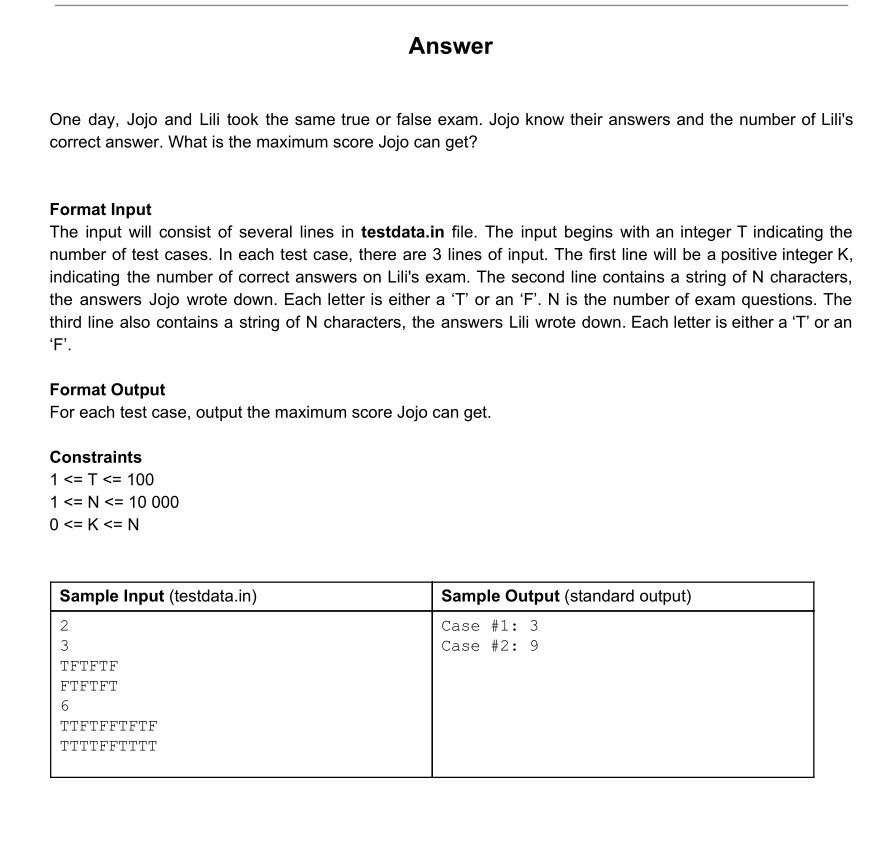 Answer
One day, Jojo and Lili took the same true or false exam. Jojo know their answers and the number of Lili's
correct answer. What is the maximum score Jojo can get?
Format Input
The input will consist of several lines in testdata.in file. The input begins with an integer T indicating the
number of test cases. In each test case, there are 3 lines of input. The first line will be a positive integer K,
indicating the number of correct answers on Lili's exam. The second line contains a string of N characters,
the answers Jojo wrote down. Each letter is either a ‘T’ or an ‘F’. N is the number of exam questions. The
third line also contains a string of N characters, the answers Lili wrote down. Each letter is either a ‘T’ or an
‘F’.
Format Output
For each test case, output the maximum score Jojo can get.
Constraints
1 <= T <= 100
1 <= N <= 10 000
0 <= K <= N
Sample Input (testdata.in)
2
3
TFTFTF
FTFTFT
6
TTFTFFTFTF
TTTTFFTTTT
Sample Output (standard output)
Case #1: 3
Case #2: 9